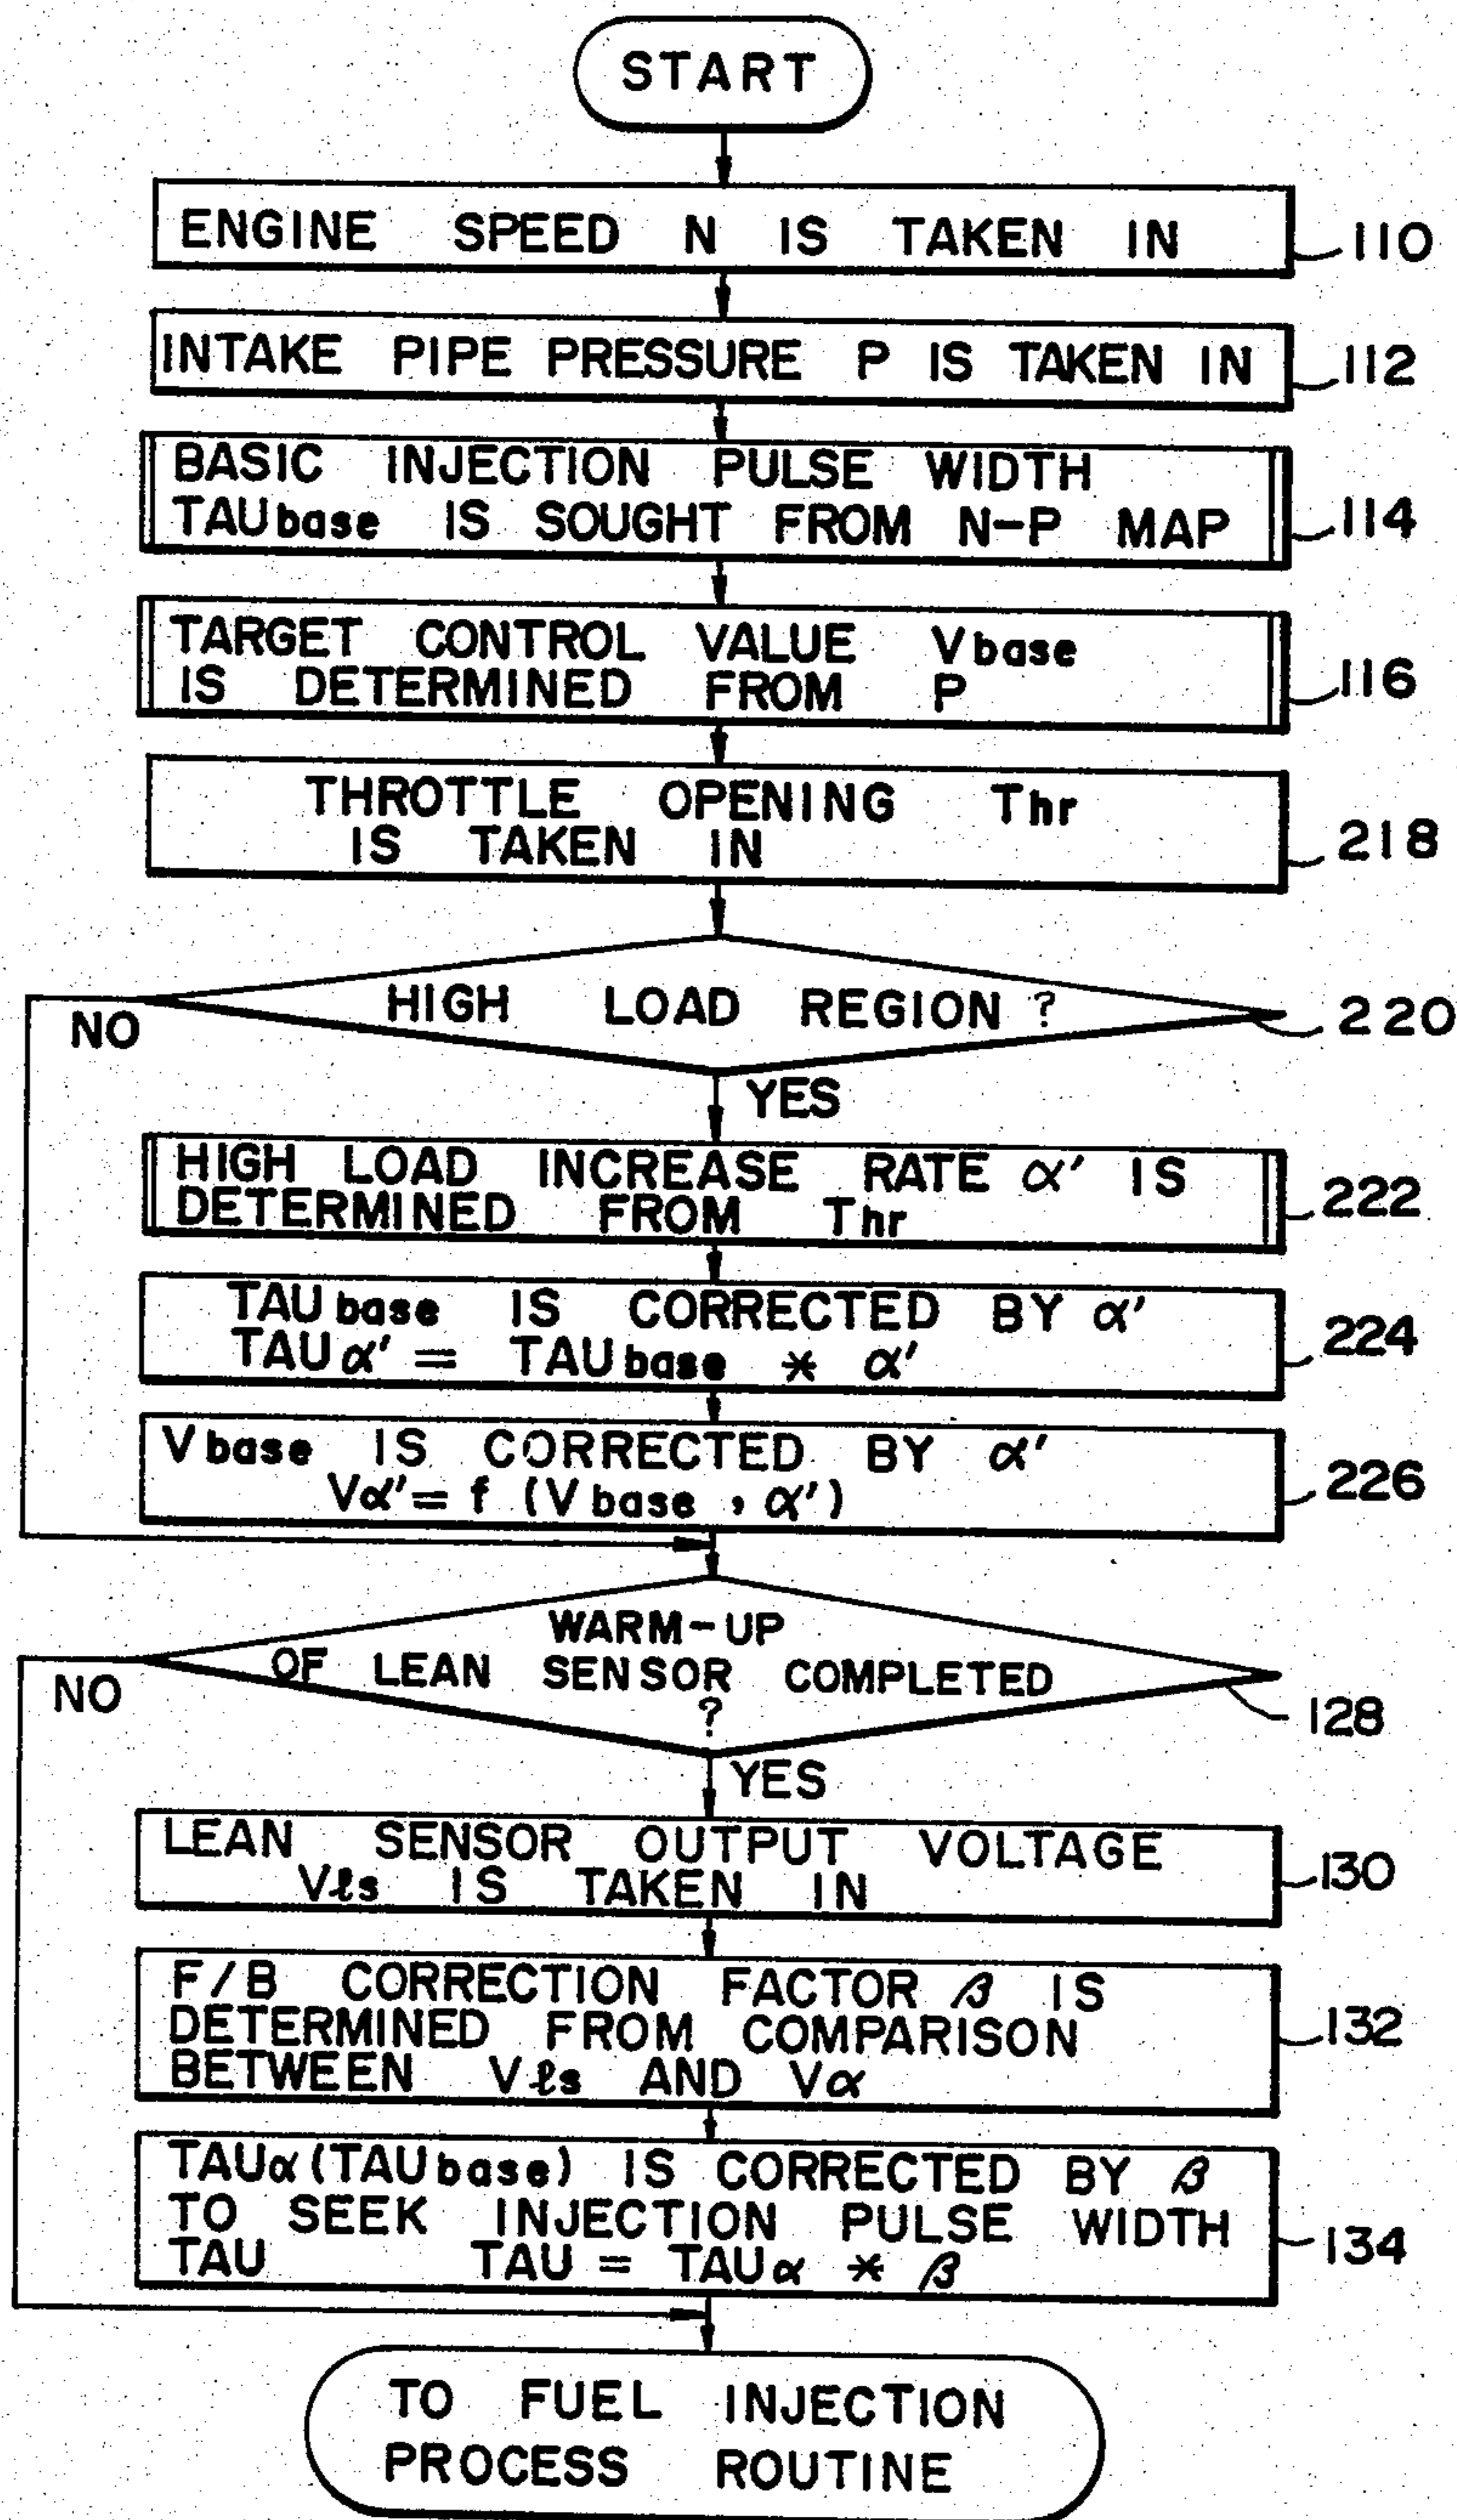 START
ENGINE SPEED N IS TAKEN IN
110
INTAKE PIPE PRESSURE P IS TAKEN IN
112
BASIC INJECTION PULSE WIDTH
TAUbase IS SOUGHT FROM N-P MAP
114
TARGET CONTROL VALUE Vbase
IS DETERMINED FROM P
116
THROTTLE OPENING Thr
IS TAKEN IN
218
HIGH LOAD REGION ?
220
NO
YES
HIGH LOAD INCREASE RATE α' IS
DETERMINED FROM Thr
222
TAUbase IS CORRECTED BY α'
TAUα' = TAUbase * α'
224
Vbase IS CORRECTED BY α'
Vα' = f (Vbase , α')
226
WARM-UP
OF LEAN SENSOR COMPLETED
?
128
NO
YES
LEAN SENSOR OUTPUT VOLTAGE
Vℓs IS TAKEN IN
130
F/B CORRECTION FACTOR β IS
DETERMINED FROM COMPARISON
BETWEEN Vℓs AND Vα
132
TAUα (TAUbase) IS CORRECTED BY β
TO SEEK INJECTION PULSE WIDTH
TAU TAU = TAUα * β
134
TO FUEL INJECTION
PROCESS ROUTINE